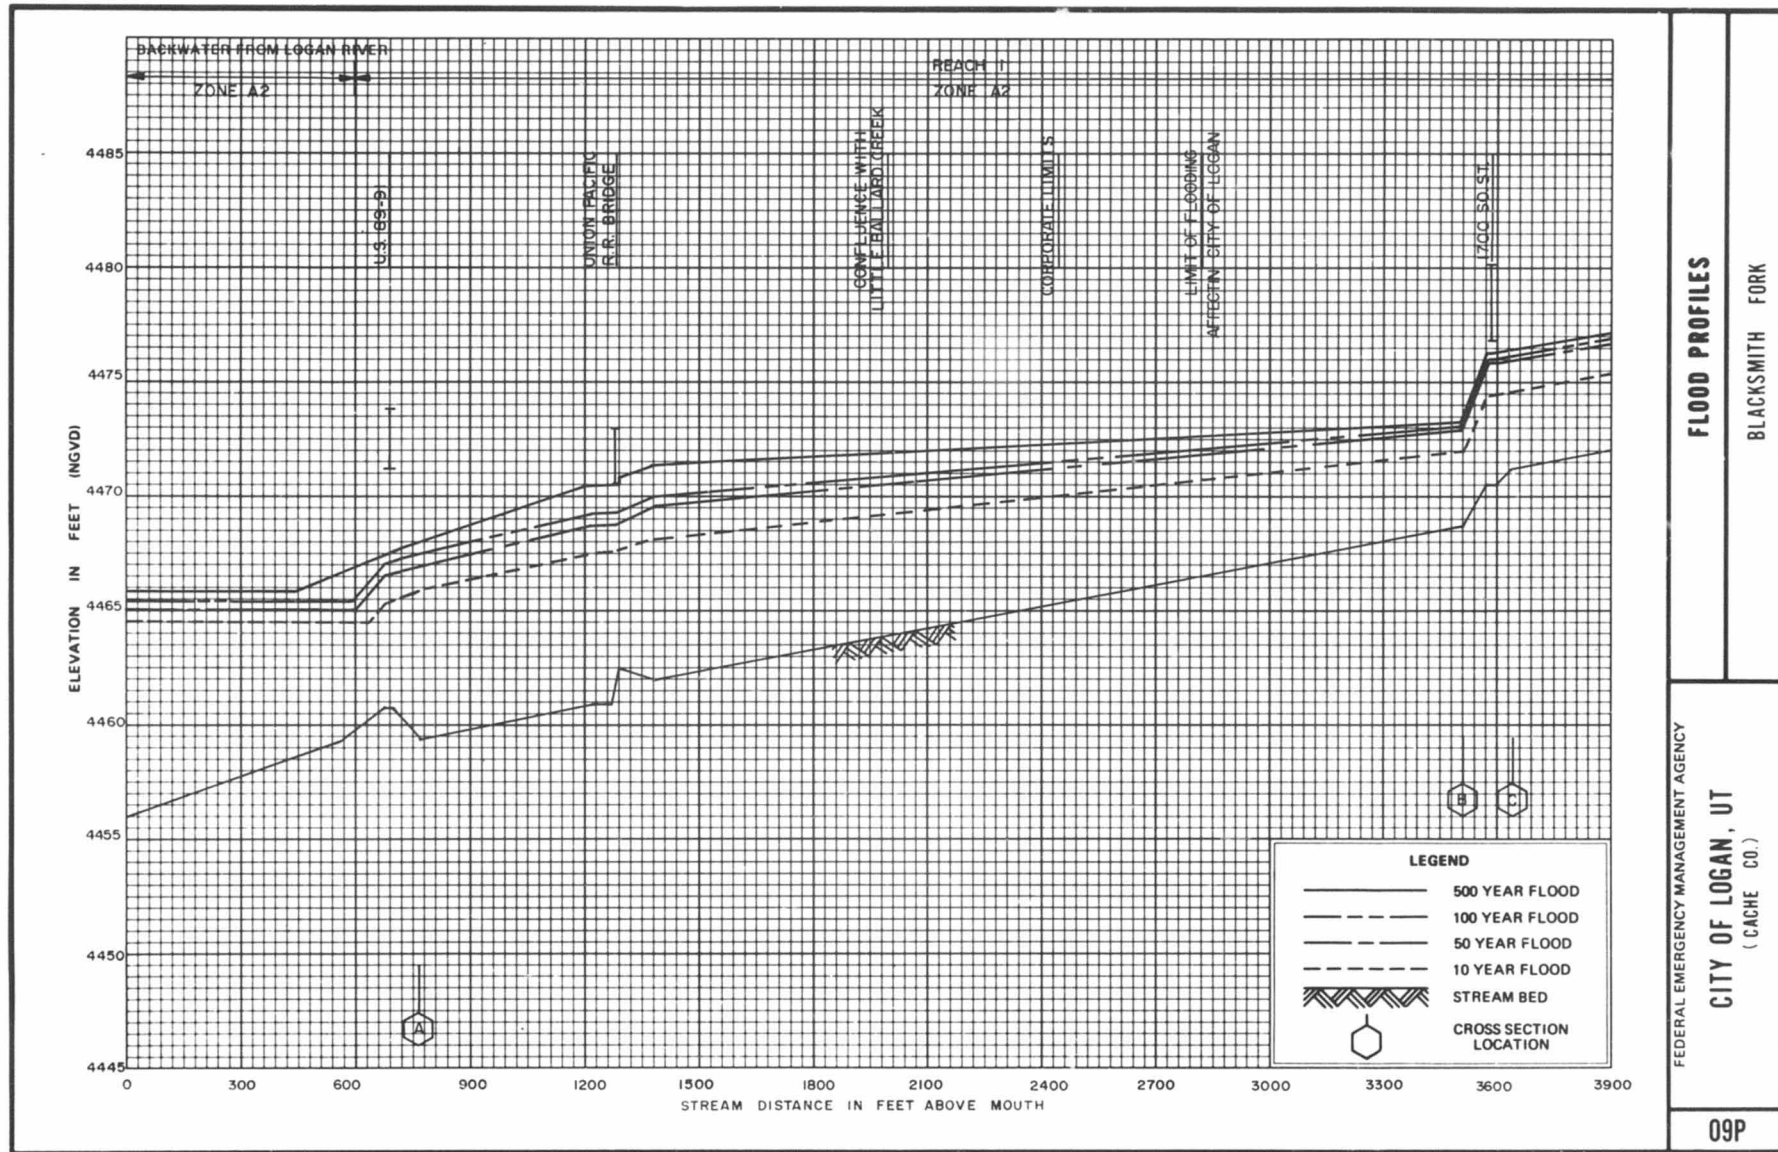 BACKWATER FROM LOGAN RIVER
ZONE A2
REACH 1
ZONE A2
U.S. 89-9
UNION PACIFIC
R.R. BRIDGE
CONFLUENCE WITH
LITTLE BALLARD CREEK
CORPORATE LIMITS
LIMIT OF FLOODING
AFFECTIN CITY OF LOGAN
1700 SO. ST.
4485
4480
4475
4470
4465
4460
4455
4450
4445
ELEVATION IN FEET (NGVD)
A
B
C
0 300 600 900 1200 1500 1800 2100 2400 2700 3000 3300 3600 3900
STREAM DISTANCE IN FEET ABOVE MOUTH
LEGEND
500 YEAR FLOOD
100 YEAR FLOOD
50 YEAR FLOOD
10 YEAR FLOOD
STREAM BED
CROSS SECTION
LOCATION
FLOOD PROFILES
BLACKSMITH FORK
FEDERAL EMERGENCY MANAGEMENT AGENCY
CITY OF LOGAN, UT
(CACHE CO.)
09P